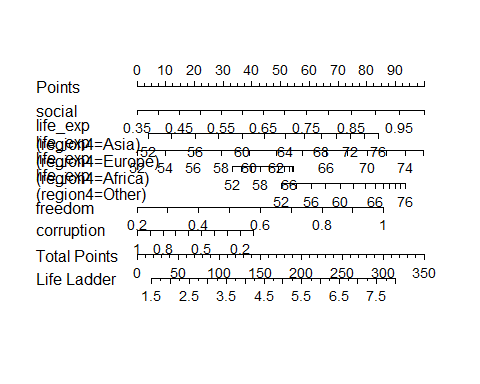 0 10 20 30 40 50 60 70 80 90
Points
social
0.35 0.45 0.55 0.65 0.75 0.85 0.95
life_exp
(region4=Asia)
52 56 60 64 68 72 76
life_exp
(region4=Europe)
52 54 56 58 60 62 66 70 74
life_exp
(region4=Africa)
52 58 66
life_exp
(region4=Other)
52 56 60 66 76
freedom
0.2 0.4 0.6 0.8 1
corruption
1 0.8 0.5 0.2
Total Points
0 50 100 150 200 250 300 350
Life Ladder
1.5 2.5 3.5 4.5 5.5 6.5 7.5